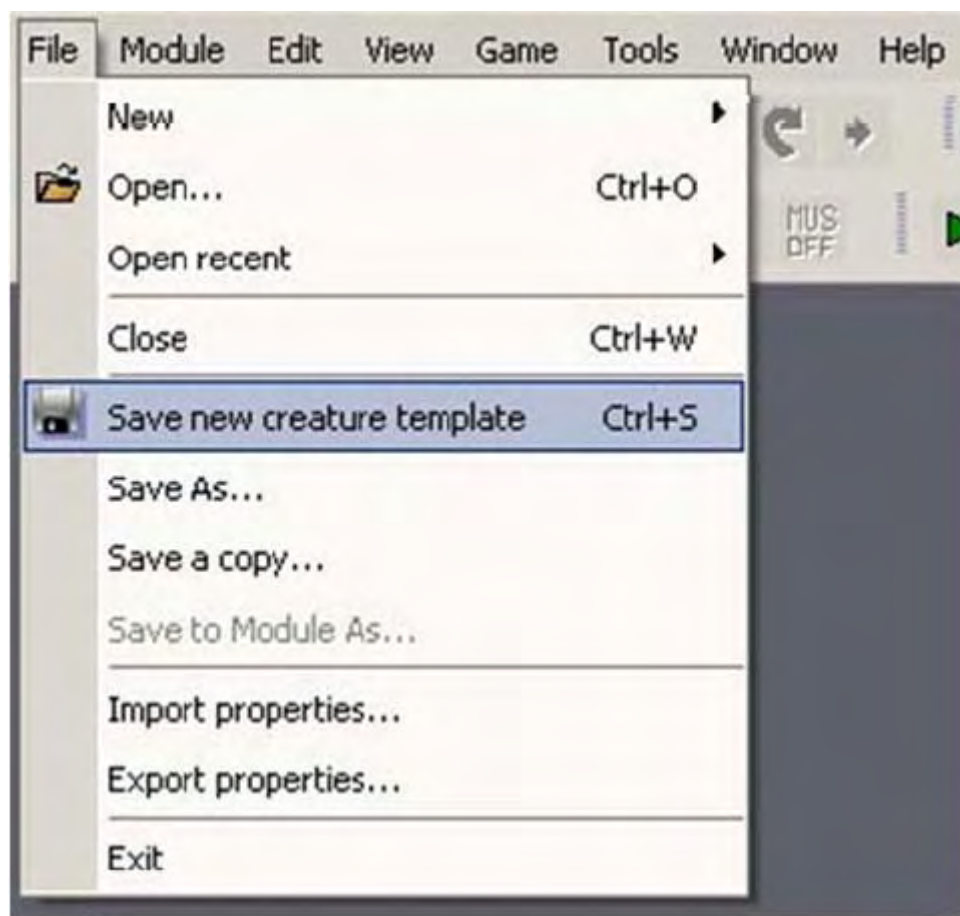 File Module Edit View Game Tools Window Help
New
Open... Ctrl+O
MUS
OFF
Open recent
Close Ctrl+W
Save new creature template Ctrl+S
Save As...
Save a copy...
Save to Module As...
Import properties...
Export properties...
Exit